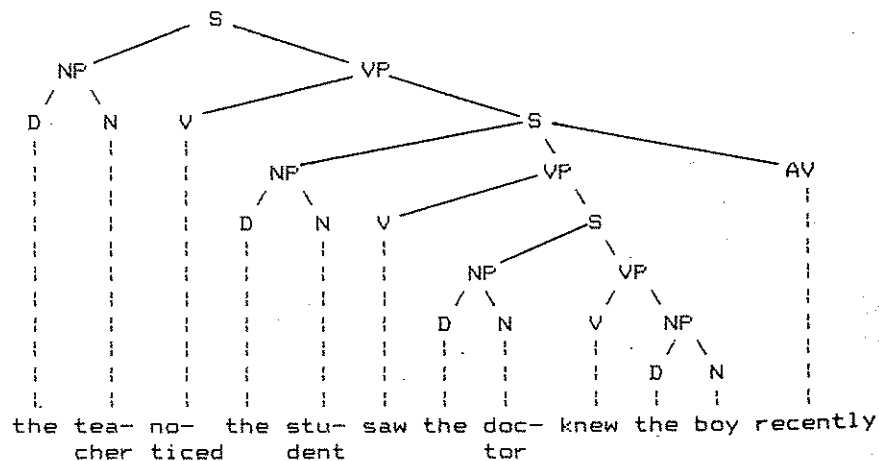 S
NP VP
D N V S
NP VP AV
D N V S
NP VP
D N V NP
D N
the tea- no- the stu- saw the doc- knew the boy recently
cher ticed dent tor